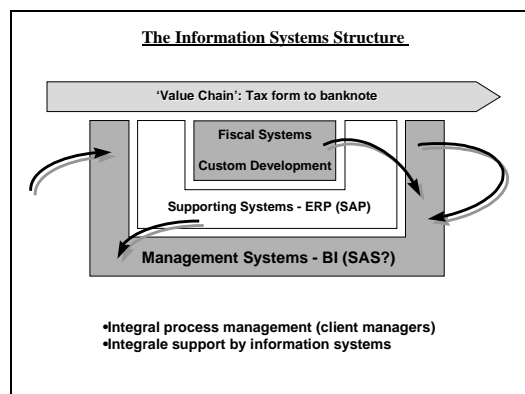 The Information Systems Structure
‘Value Chain’: Tax form to banknote
Fiscal Systems
Custom Development
Supporting Systems - ERP (SAP)
Management Systems - BI (SAS?)
•Integral process management (client managers)
•Integrale support by information systems